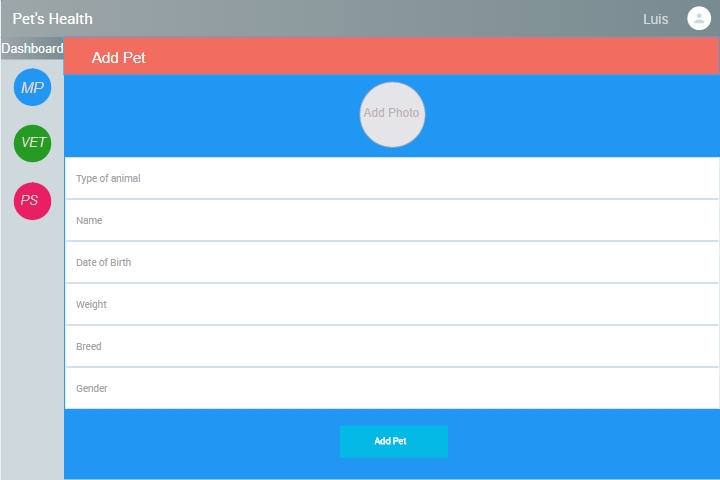 Pet's Health
Luis
Dashboard
Add Pet
MP
VET
PS
Add Photo
Type of animal
Name
Date of Birth
Weight
Breed
Gender
Add Pet